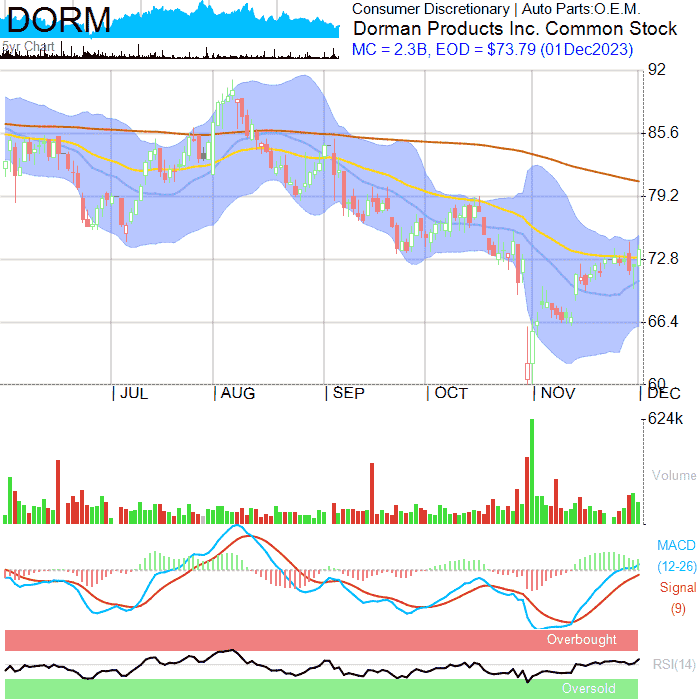 DORM
5yr Chart
Consumer Discretionary | Auto Parts:O.E.M.
Dorman Products Inc. Common Stock
MC = 2.3B, EOD = $73.79 (01Dec2023)
92
85.6
79.2
72.8
66.4
60
JUL
AUG
SEP
OCT
NOV
DEC
624k
Volume
MACD
(12-26)
Signal
(9)
Overbought
RSI(14)
Oversold